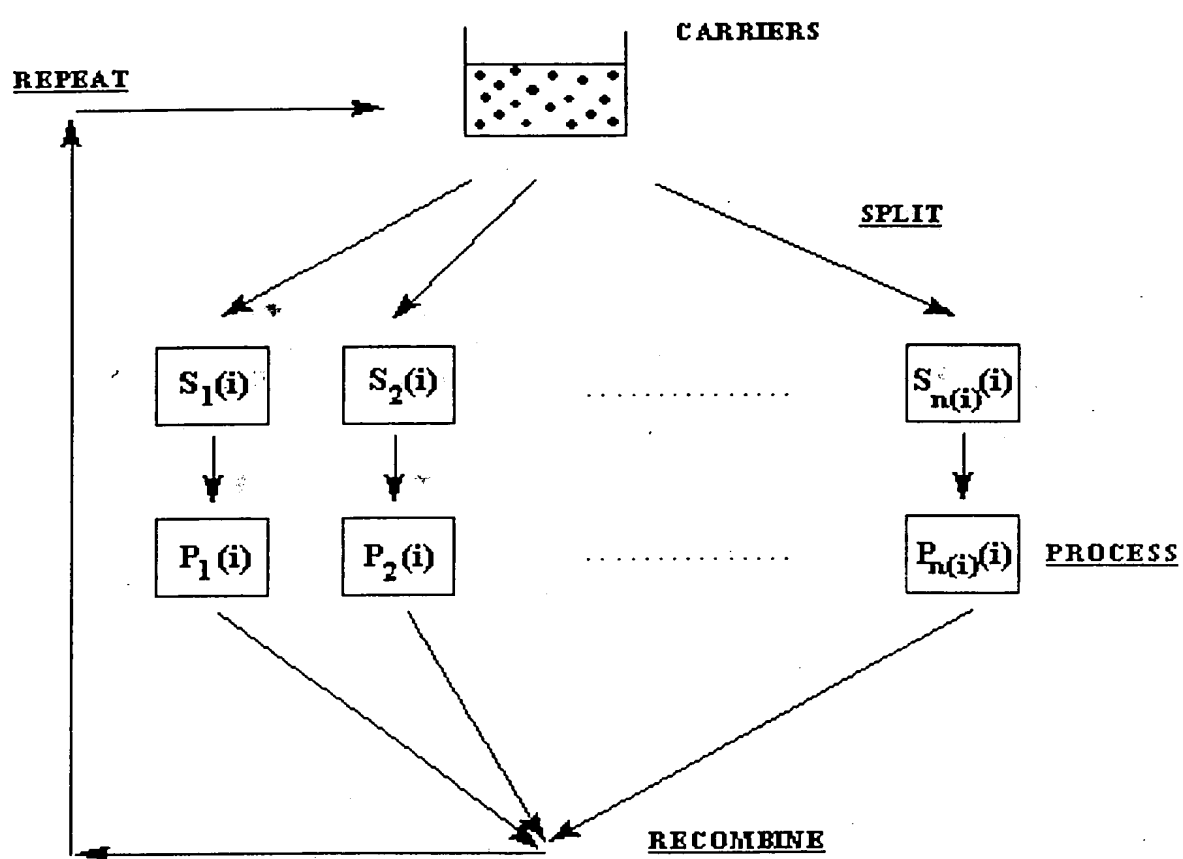 CARRIERS
REPEAT
SPLIT
S₁(i) S₂(i) .................. Sₙ₍ᵢ₎(i)
P₁(i) P₂(i) .................. Pₙ₍ᵢ₎(i) PROCESS
RECOMBINE